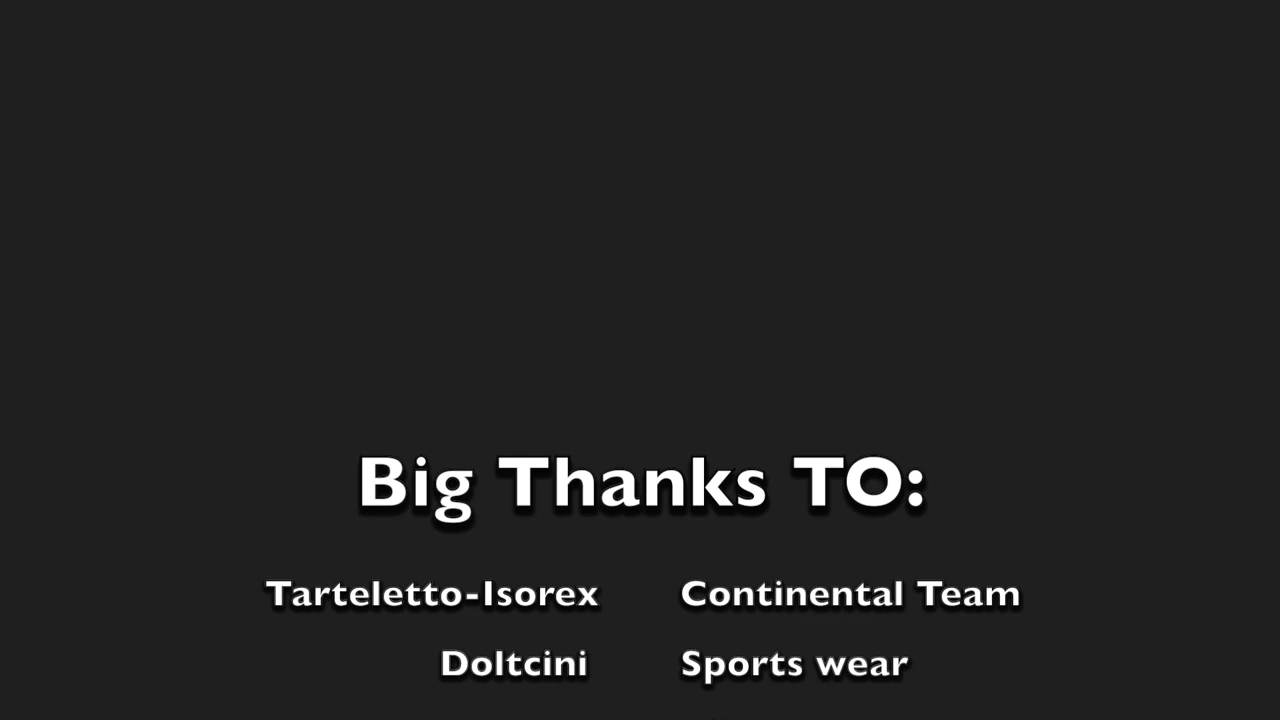 Big Thanks TO:
Tarteletto-Isorex Continental Team
Doltcini Sports wear